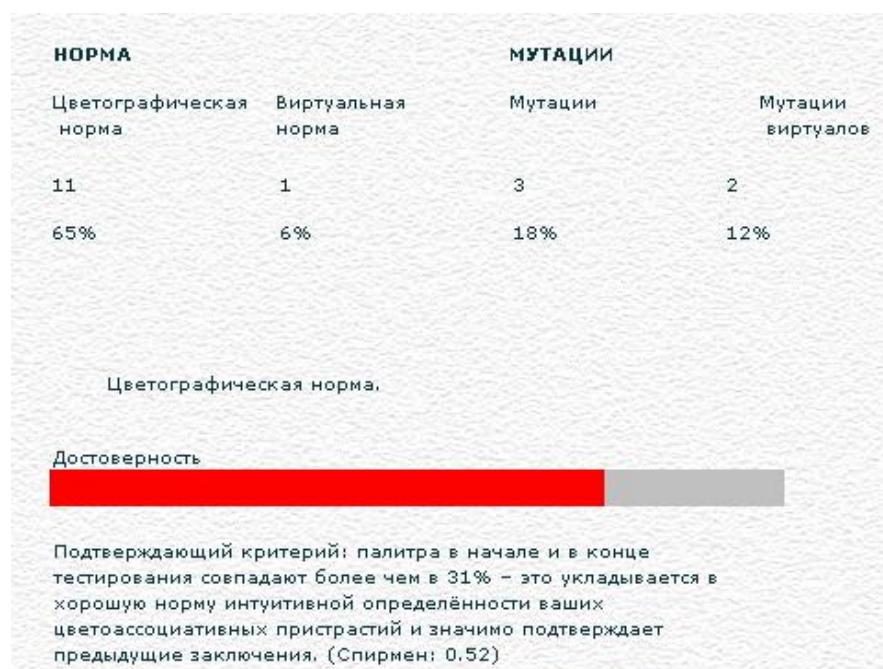 НОРМА МУТАЦИИ
Цветографическая Виртуальная Мутации Мутации
норма норма виртуалов
11 1 3 2
65% 6% 18% 12%
Цветографическая норма.
Достоверность
Подтверждающий критерий: палитра в начале и в конце
тестирования совпадают более чем в 31% – это укладывается в
хорошую норму интуитивной определённости ваших
цветоассоциативных пристрастий и значимо подтверждает
предыдущие заключения. (Спирмен: 0.52)